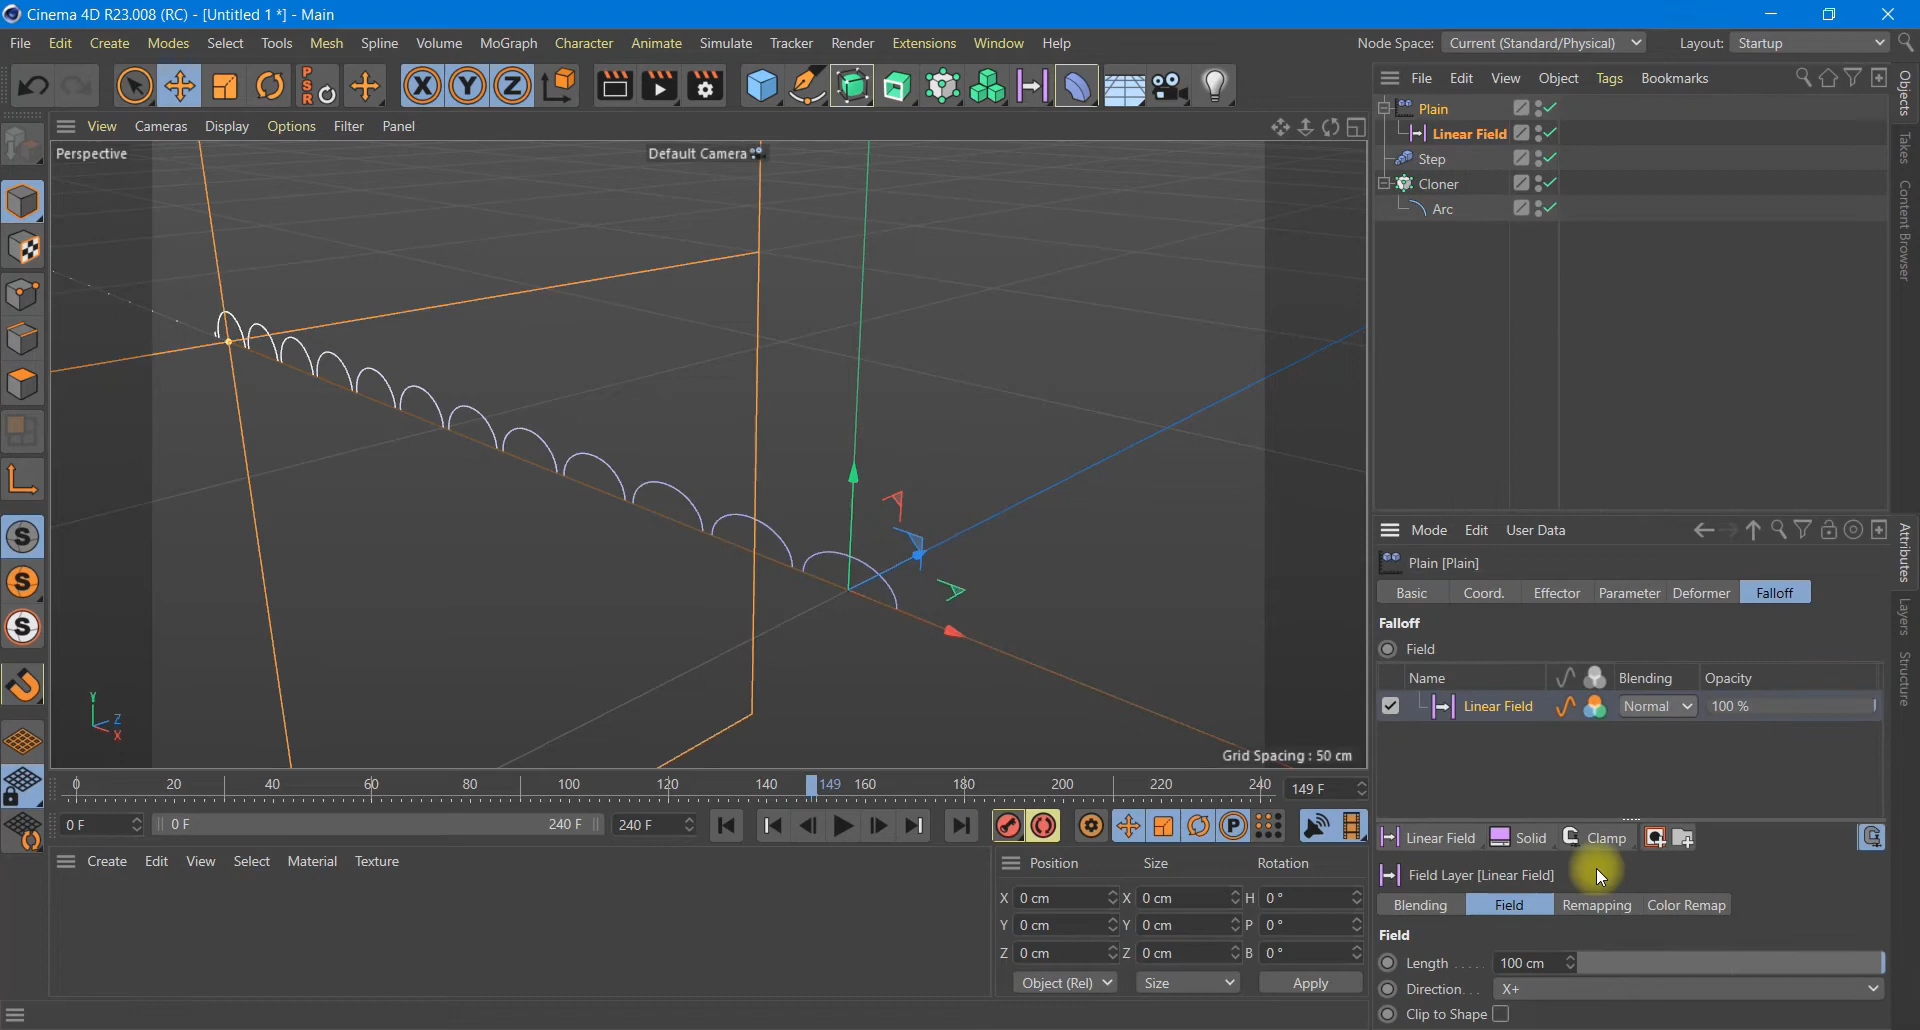 Cinema 4D R23.008 (RC) - [Untitled 1 *] - Main
File Edit Create Modes Select Tools Mesh Spline Volume MoGraph Character Animate Simulate Tracker Render Extensions Window Help
Node Space: Current (Standard/Physical) Layout: Startup
X Y Z
P
S
R
File Edit View Object Tags Bookmarks
View Cameras Display Options Filter Panel
Perspective
Default Camera
Plain
Linear Field
Step
Cloner
Arc
Objects
Takes
Content Browser
S
S
S
Y
Z
X
Grid Spacing : 50 cm
Mode Edit User Data
Plain [Plain]
Basic Coord. Effector Parameter Deformer Falloff
Falloff
Field
Name Blending Opacity
Linear Field Normal 100 %
Attributes
Layers
Structure
0 20 40 60 80 100 120 140 149 160 180 200 220 240 149 F
0 F 0 F 240 F 240 F
P
Linear Field Solid Clamp
Field Layer [Linear Field]
Blending Field Remapping Color Remap
Field
Length 100 cm
Direction X+
Clip to Shape
Create Edit View Select Material Texture
Position Size Rotation
X 0 cm X 0 cm H 0 °
Y 0 cm Y 0 cm P 0 °
Z 0 cm Z 0 cm B 0 °
Object (Rel) Size Apply